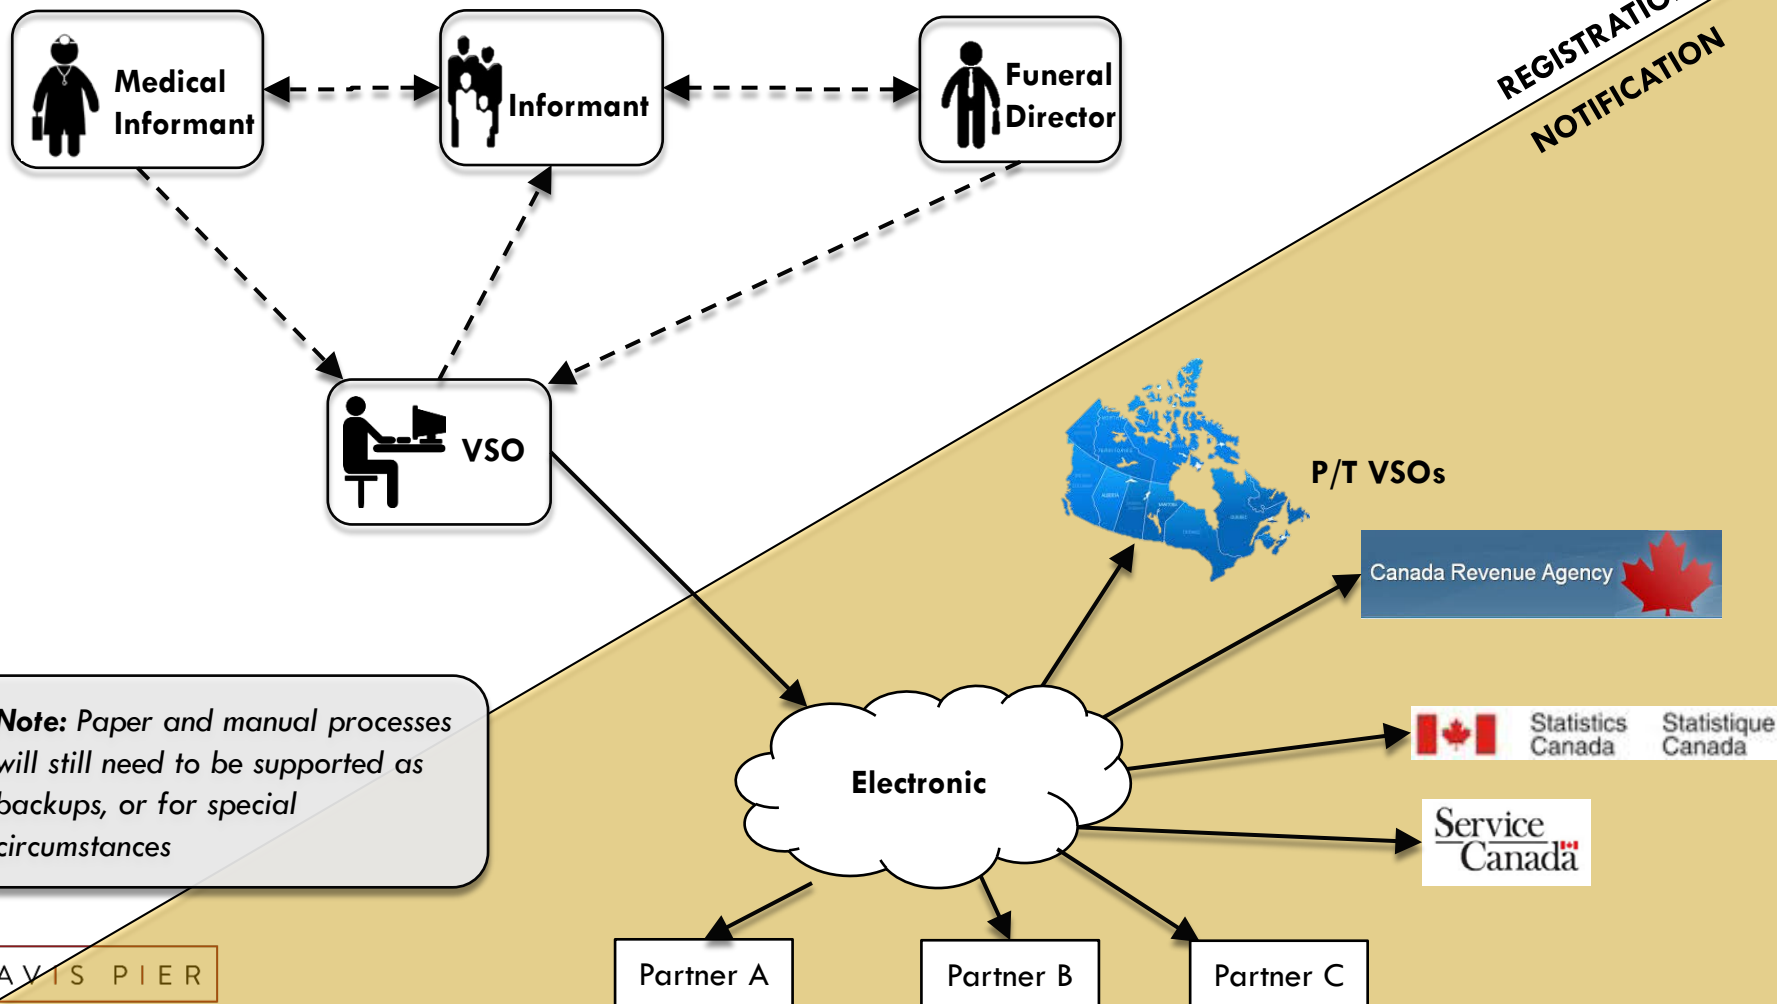 REGISTRATION
NOTIFICATION
Medical
Informant
Informant
Funeral
Director
VSO
P/T VSOs
Canada Revenue Agency
Statistics
Canada
Statistique
Canada
Service
Canada
Electronic
Note: Paper and manual processes
will still need to be supported as
backups, or for special
circumstances
Partner A
Partner B
Partner C
AVIS PIER